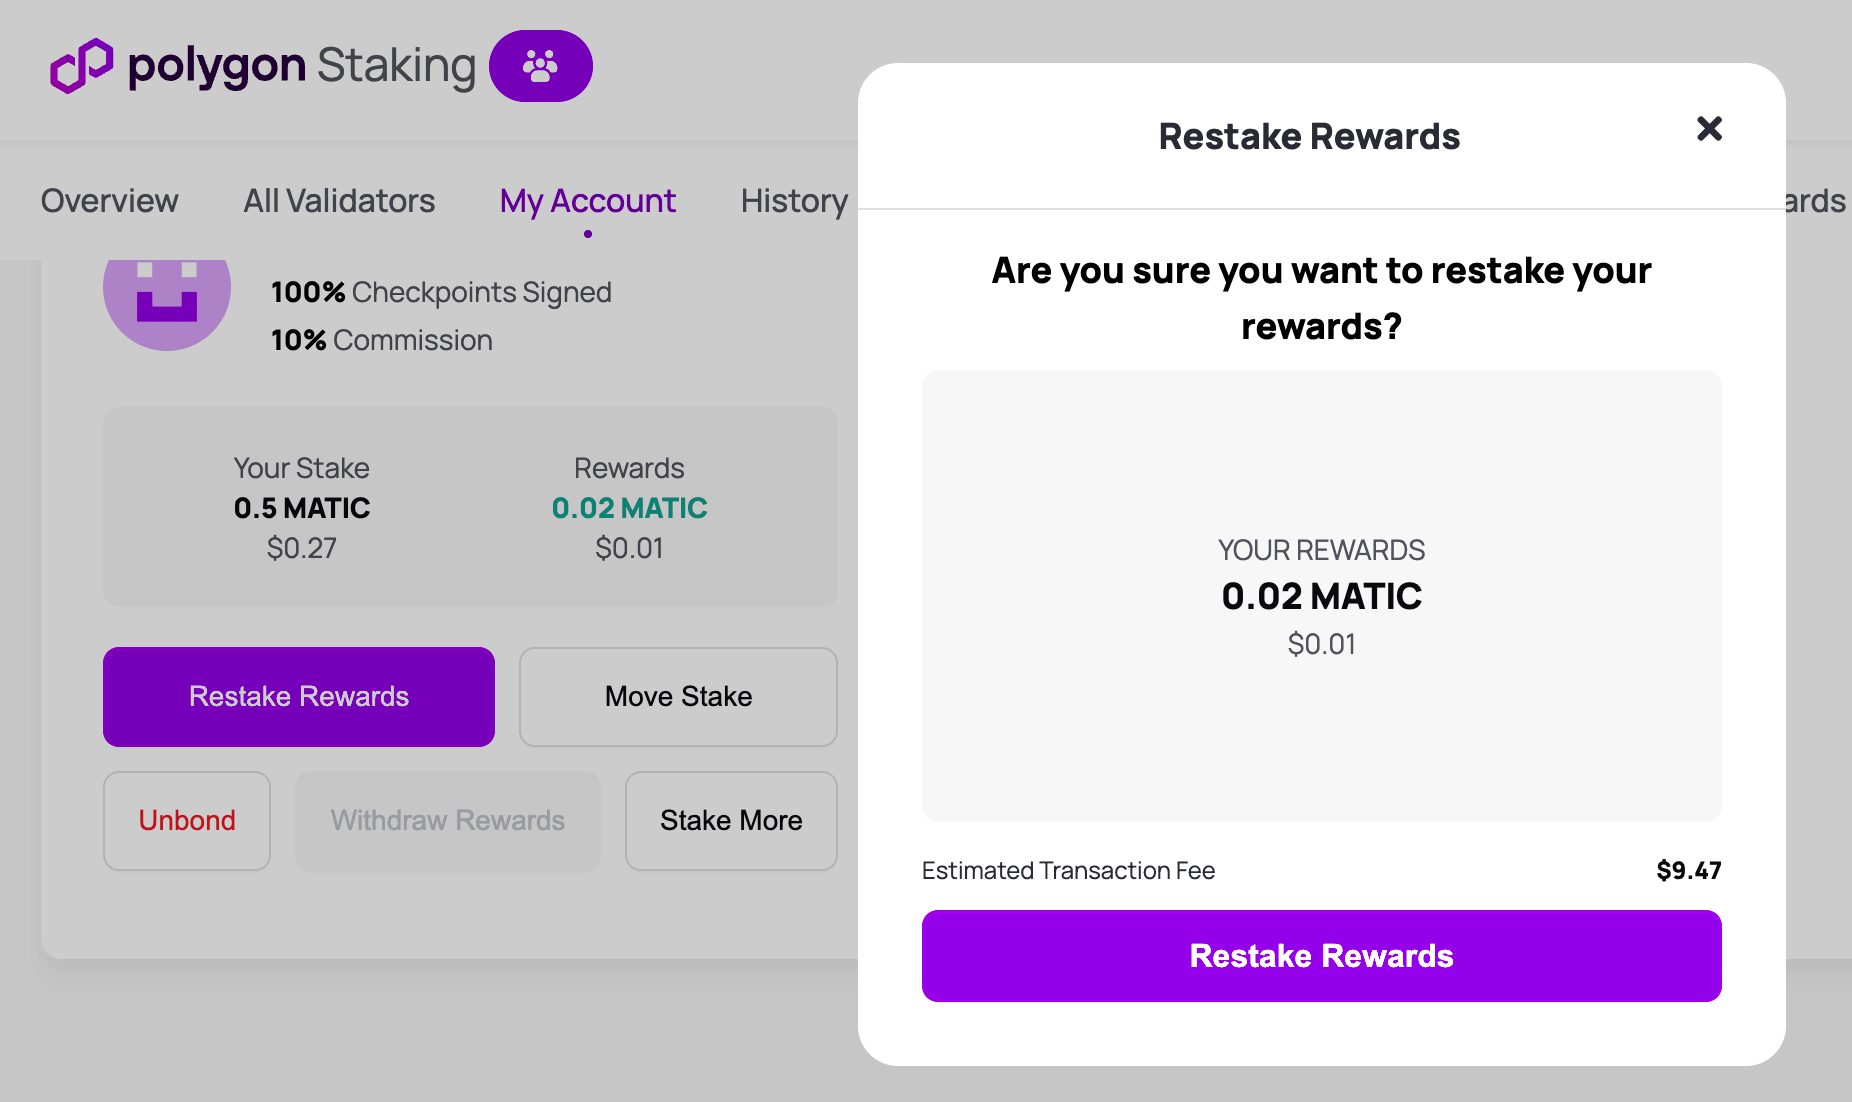 polygon Staking
Overview
All Validators
My Account
History
ards
100% Checkpoints Signed
10% Commission
Your Stake
0.5 MATIC
$0.27
Rewards
0.02 MATIC
$0.01
Restake Rewards
Move Stake
Unbond
Withdraw Rewards
Stake More
Restake Rewards
Are you sure you want to restake your
rewards?
YOUR REWARDS
0.02 MATIC
$0.01
Estimated Transaction Fee
$9.47
Restake Rewards